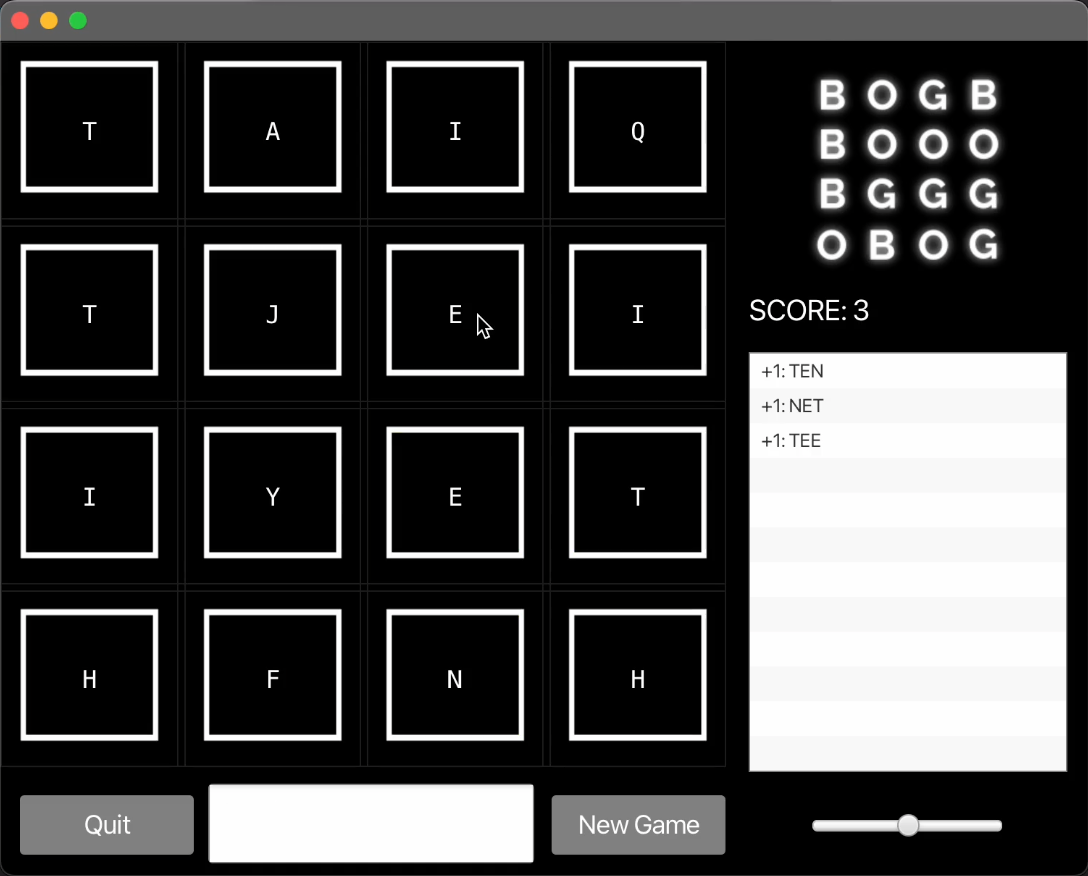 T A I Q
T J E I
I Y E T
H F N H
Quit
New Game
B O G B
B O O O
B G G G
O B O G
SCORE: 3
+1: TEN
+1: NET
+1: TEE